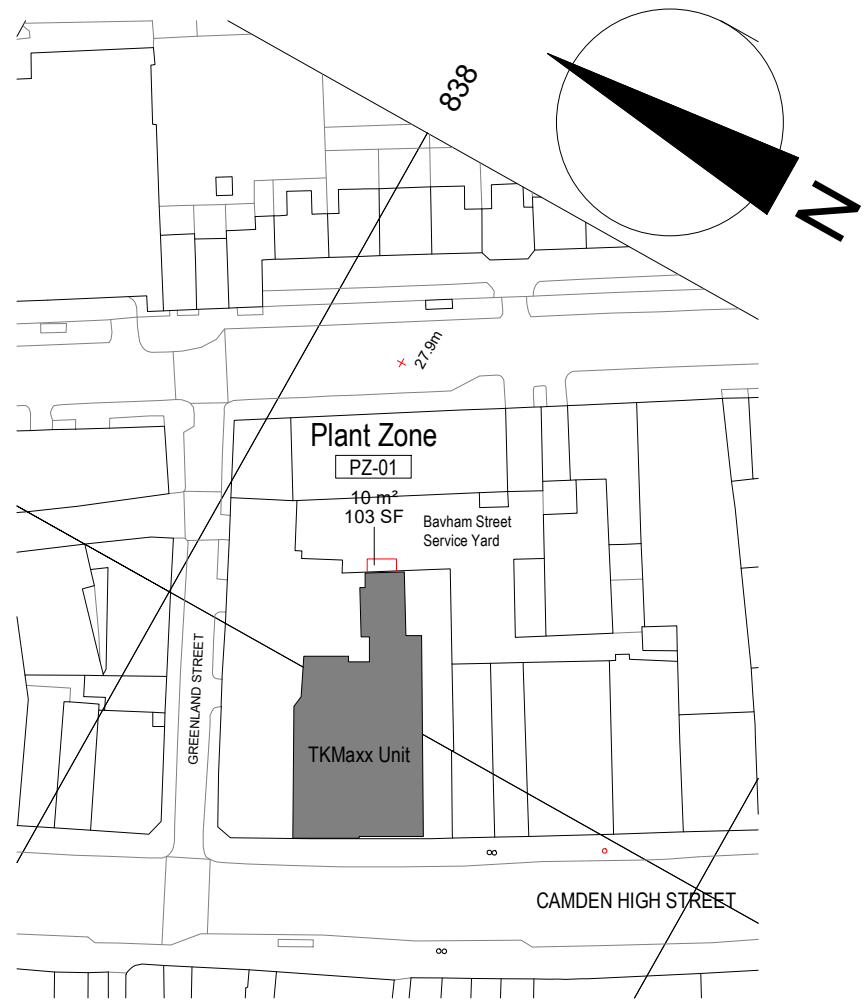 838
N
27.9m
Plant Zone
PZ-01
10 m²
103 SF
Bavham Street
Service Yard
GREENLAND STREET
TKMaxx Unit
CAMDEN HIGH STREET